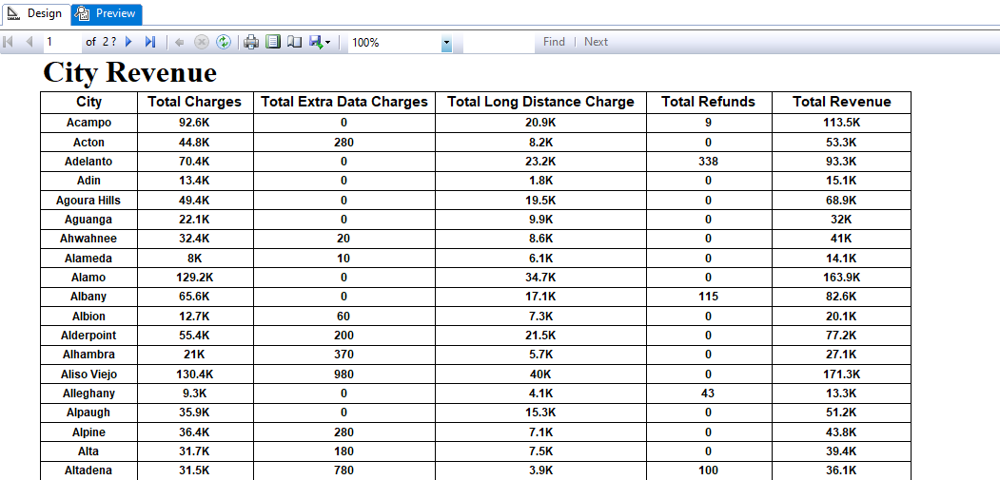 Design Preview
1 of 2 ? 100% Find | Next
City Revenue
City Total Charges Total Extra Data Charges Total Long Distance Charge Total Refunds Total Revenue
Acampo 92.6K 0 20.9K 9 113.5K
Acton 44.8K 280 8.2K 0 53.3K
Adelanto 70.4K 0 23.2K 338 93.3K
Adin 13.4K 0 1.8K 0 15.1K
Agoura Hills 49.4K 0 19.5K 0 68.9K
Aguanga 22.1K 0 9.9K 0 32K
Ahwahnee 32.4K 20 8.6K 0 41K
Alameda 8K 10 6.1K 0 14.1K
Alamo 129.2K 0 34.7K 0 163.9K
Albany 65.6K 0 17.1K 115 82.6K
Albion 12.7K 60 7.3K 0 20.1K
Alderpoint 55.4K 200 21.5K 0 77.2K
Alhambra 21K 370 5.7K 0 27.1K
Aliso Viejo 130.4K 980 40K 0 171.3K
Alleghany 9.3K 0 4.1K 43 13.3K
Alpaugh 35.9K 0 15.3K 0 51.2K
Alpine 36.4K 280 7.1K 0 43.8K
Alta 31.7K 180 7.5K 0 39.4K
Altadena 31.5K 780 3.9K 100 36.1K